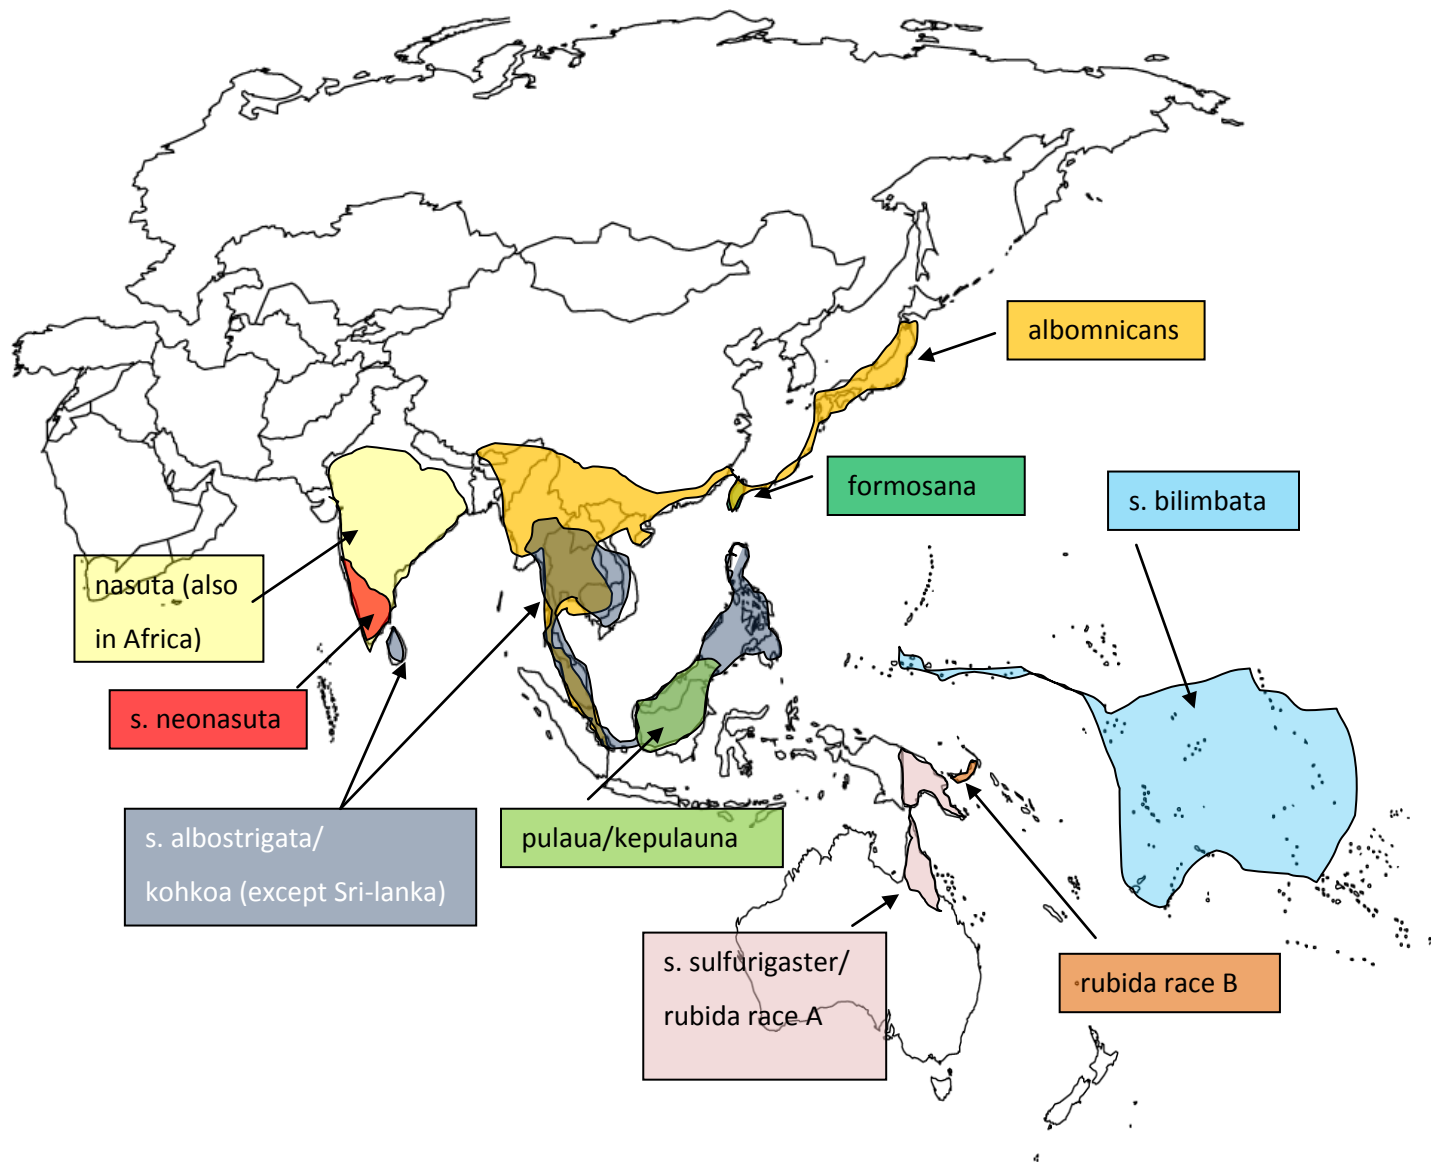 albomnicans
formosana
s. bilimbata
nasuta (also
in Africa)
s. neonasuta
s. albostrigata/
kohkoa (except Sri-lanka)
pulaua/kepulauna
s. sulfurigaster/
rubida race A
rubida race B